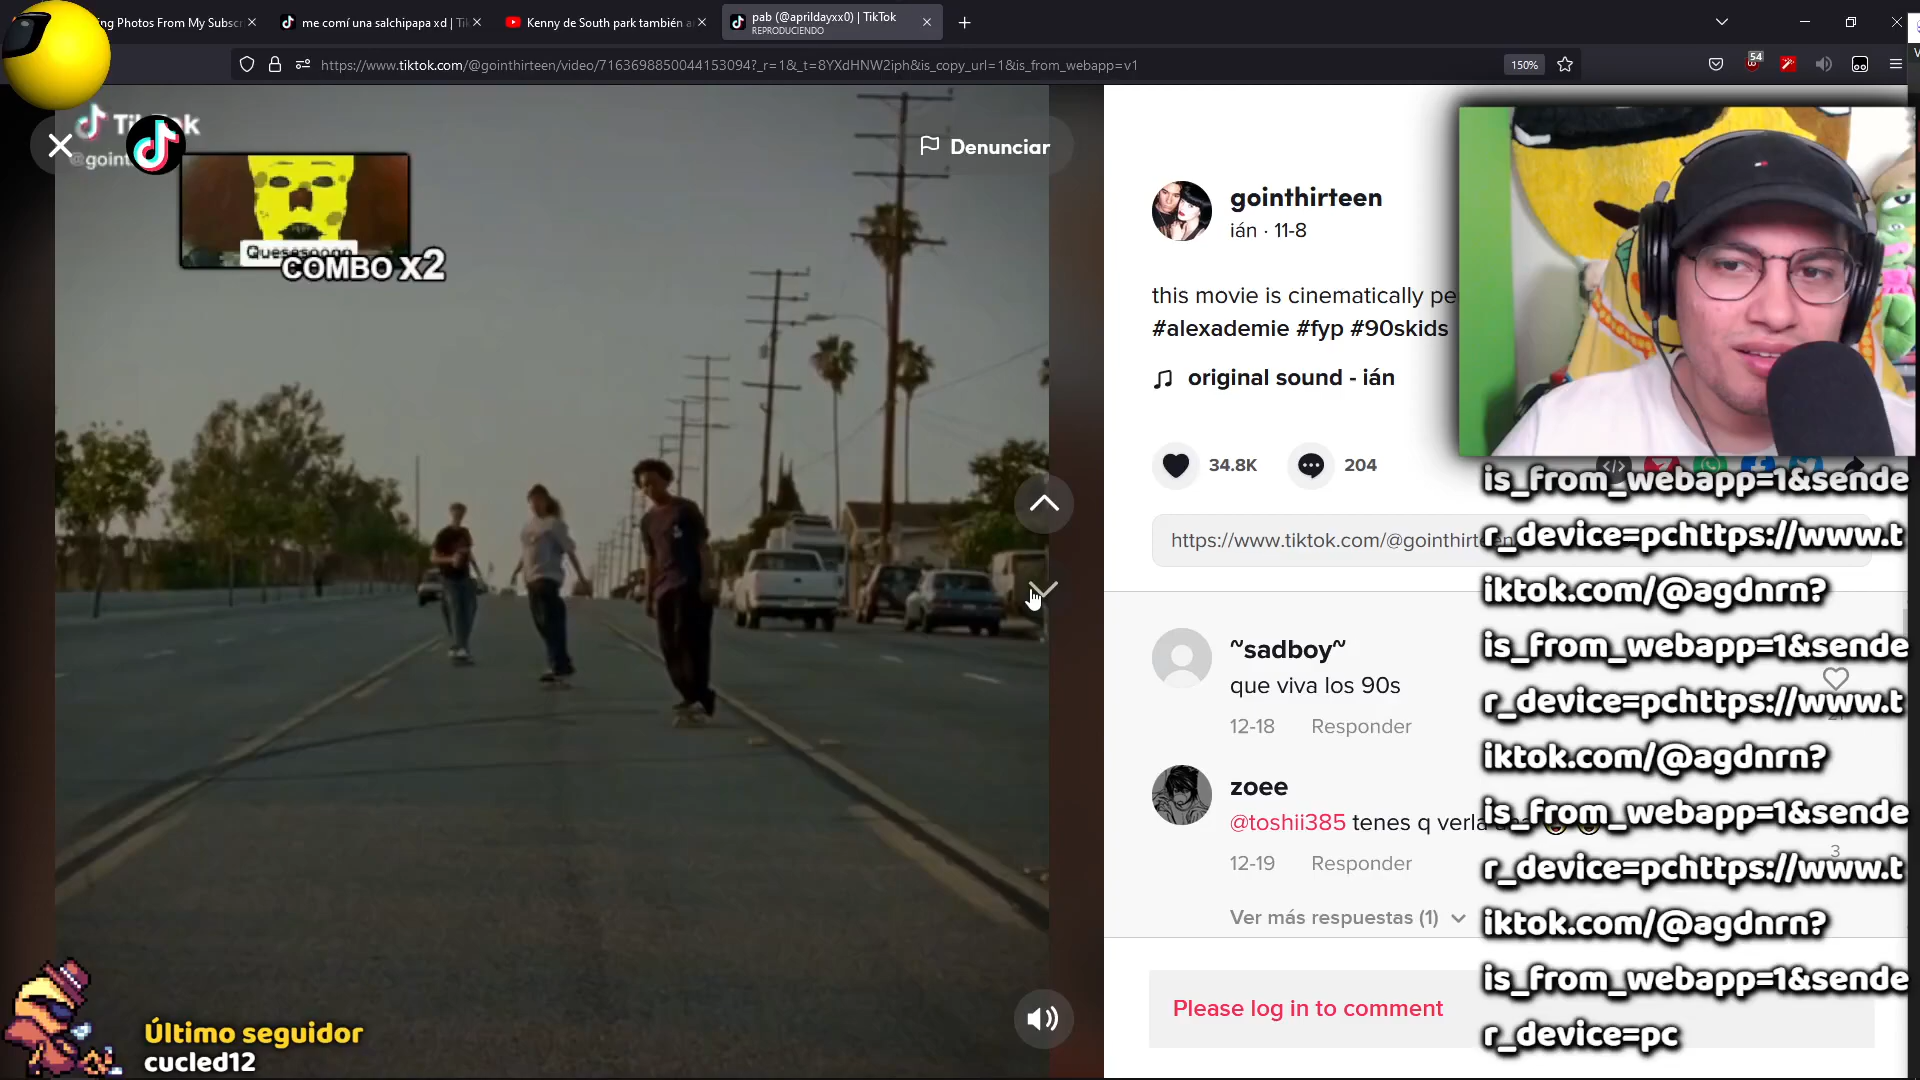 ing Photos From My Subscr
me comí una salchipapa xd | Tik
Kenny de South park también a
pab (@aprildayxx0) | TikTok
REPRODUCIENDO
https://www.tiktok.com/@gointhirteen/video/7163698850044153094?_r=1&_t=8YXdHNW2iph&is_copy_url=1&is_from_webapp=v1
150%
54
Denunciar
COMBO x2
gointhirteen
ián · 11-8
this movie is cinematically pe
#alexademie #fyp #90skids
original sound - ián
34.8K
204
https://www.tiktok.com/@gointhirteen
~sadboy~
que viva los 90s
12-18 Responder
zoee
@toshii385 tenes q verla
3
12-19 Responder
Ver más respuestas (1)
Please log in to comment
is_from_webapp=1&sende
r_device=pchttps://www.t
iktok.com/@agdnrn?
is_from_webapp=1&sende
r_device=pchttps://www.t
iktok.com/@agdnrn?
is_from_webapp=1&sende
r_device=pchttps://www.t
iktok.com/@agdnrn?
is_from_webapp=1&sende
r_device=pc
Último seguidor
cucled12